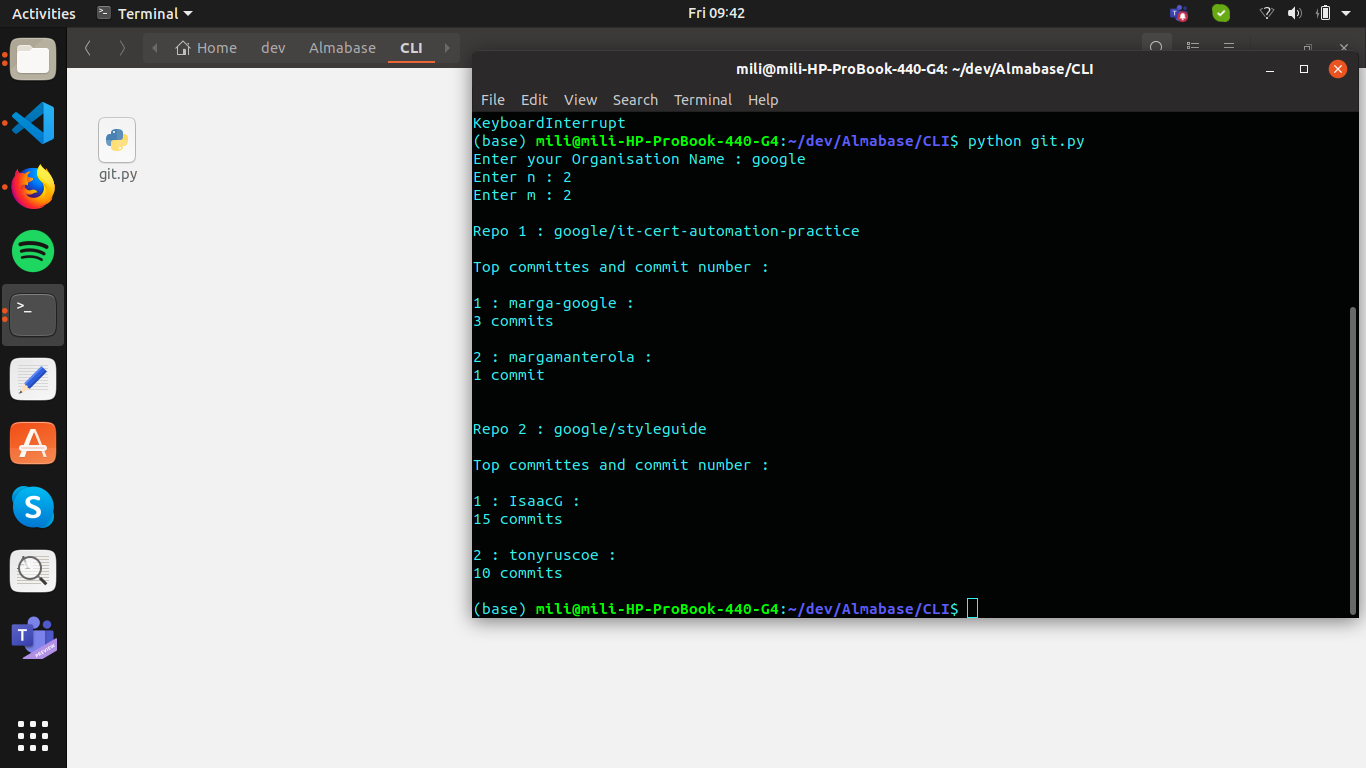 Activities
Terminal
Fri 09:42
Home
dev
Almabase
CLI
git.py
mili@mili-HP-ProBook-440-G4: ~/dev/Almabase/CLI
File Edit View Search Terminal Help
KeyboardInterrupt
(base) mili@mili-HP-ProBook-440-G4:~/dev/Almabase/CLI$ python git.py
Enter your Organisation Name : google
Enter n : 2
Enter m : 2
Repo 1 : google/it-cert-automation-practice
Top committes and commit number :
1 : marga-google :
3 commits
2 : margamanterola :
1 commit
Repo 2 : google/styleguide
Top committes and commit number :
1 : IsaacG :
15 commits
2 : tonyruscoe :
10 commits
(base) mili@mili-HP-ProBook-440-G4:~/dev/Almabase/CLI$
>_
S
T
PREVIEW